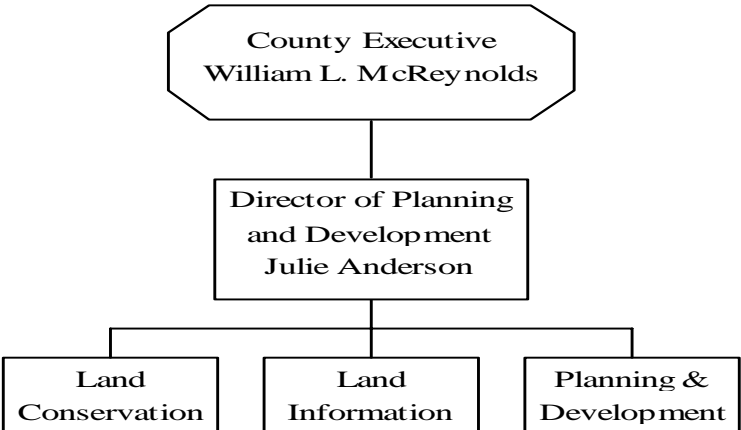 County Executive
William L. McReynolds
Director of Planning
and Development
Julie Anderson
Land
Conservation
Land
Information
Planning &
Development